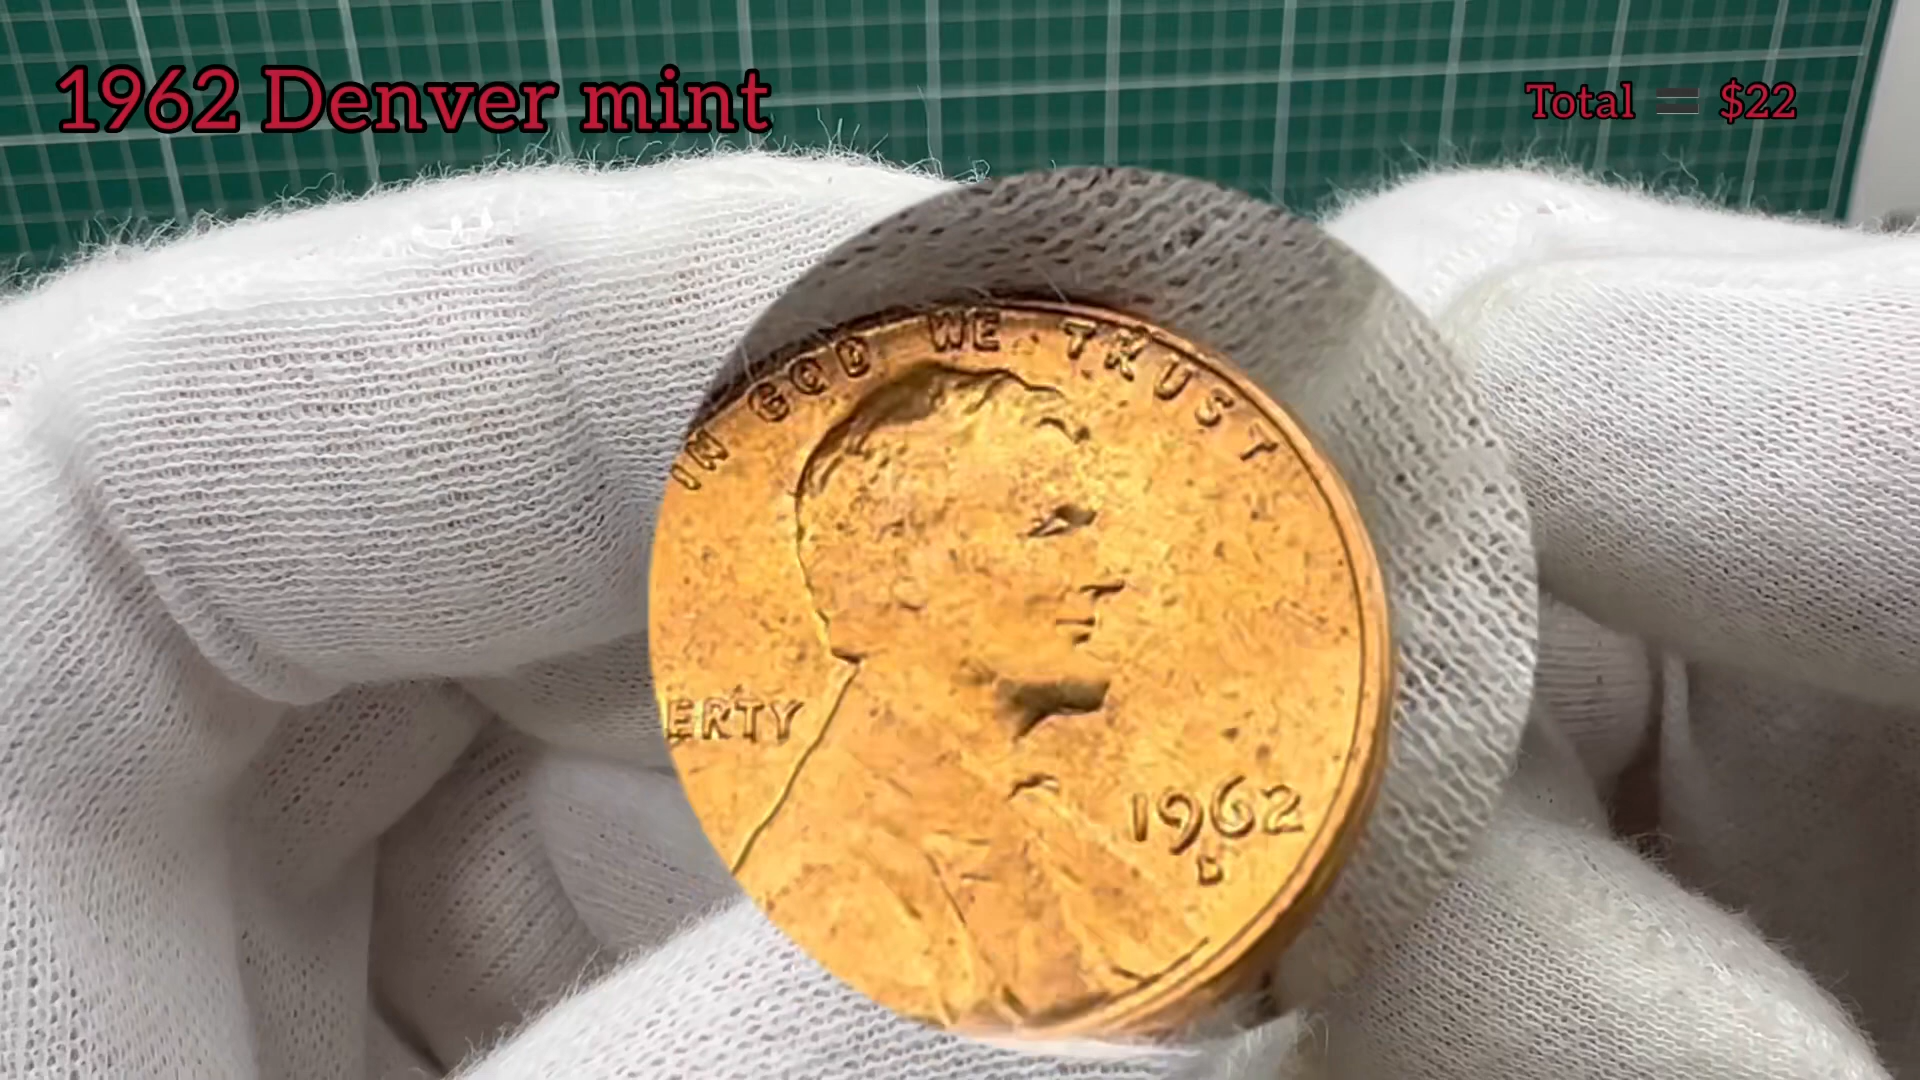 1962 Denver mint
Total = $22
IN GOD WE TRUST
ERTY
1962
D